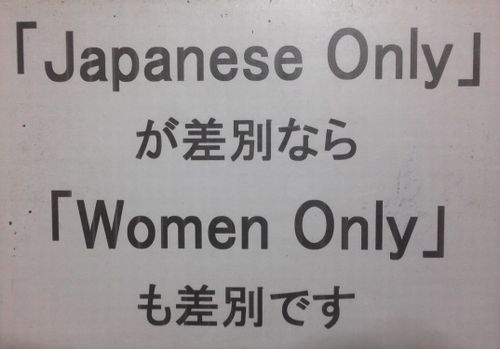 「Japanese Only」
が差別なら
「Women Only」
も差別です